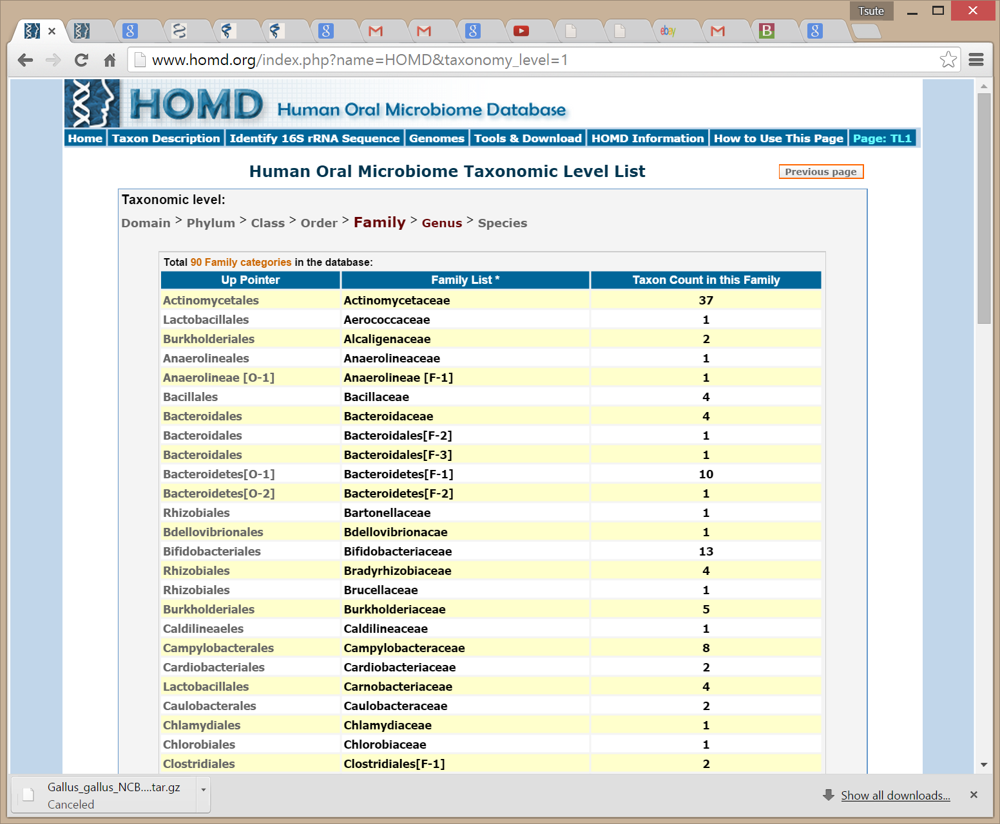 Tsute
www.homd.org/index.php?name=HOMD&taxonomy_level=1
HOMD Human Oral Microbiome Database
Home Taxon Description Identify 16S rRNA Sequence Genomes Tools & Download HOMD Information How to Use This Page Page: TL1
Human Oral Microbiome Taxonomic Level List Previous page
Taxonomic level:
Domain > Phylum > Class > Order > Family > Genus > Species
Total 90 Family categories in the database:
Up Pointer Family List * Taxon Count in this Family
Actinomycetales Actinomycetaceae 37
Lactobacillales Aerococcaceae 1
Burkholderiales Alcaligenaceae 2
Anaerolineales Anaerolineaceae 1
Anaerolineae [O-1] Anaerolineae [F-1] 1
Bacillales Bacillaceae 4
Bacteroidales Bacteroidaceae 4
Bacteroidales Bacteroidales[F-2] 1
Bacteroidales Bacteroidales[F-3] 1
Bacteroidetes[O-1] Bacteroidetes[F-1] 10
Bacteroidetes[O-2] Bacteroidetes[F-2] 1
Rhizobiales Bartonellaceae 1
Bdellovibrionales Bdellovibrionacae 1
Bifidobacteriales Bifidobacteriaceae 13
Rhizobiales Bradyrhizobiaceae 4
Rhizobiales Brucellaceae 1
Burkholderiales Burkholderiaceae 5
Caldilineaeles Caldilineaceae 1
Campylobacterales Campylobacteraceae 8
Cardiobacteriales Cardiobacteriaceae 2
Lactobacillales Carnobacteriaceae 4
Caulobacterales Caulobacteraceae 2
Chlamydiales Chlamydiaceae 1
Chlorobiales Chlorobiaceae 1
Clostridiales Clostridiales[F-1] 2
Gallus_gallus_NCB....tar.gz
Canceled
Show all downloads...